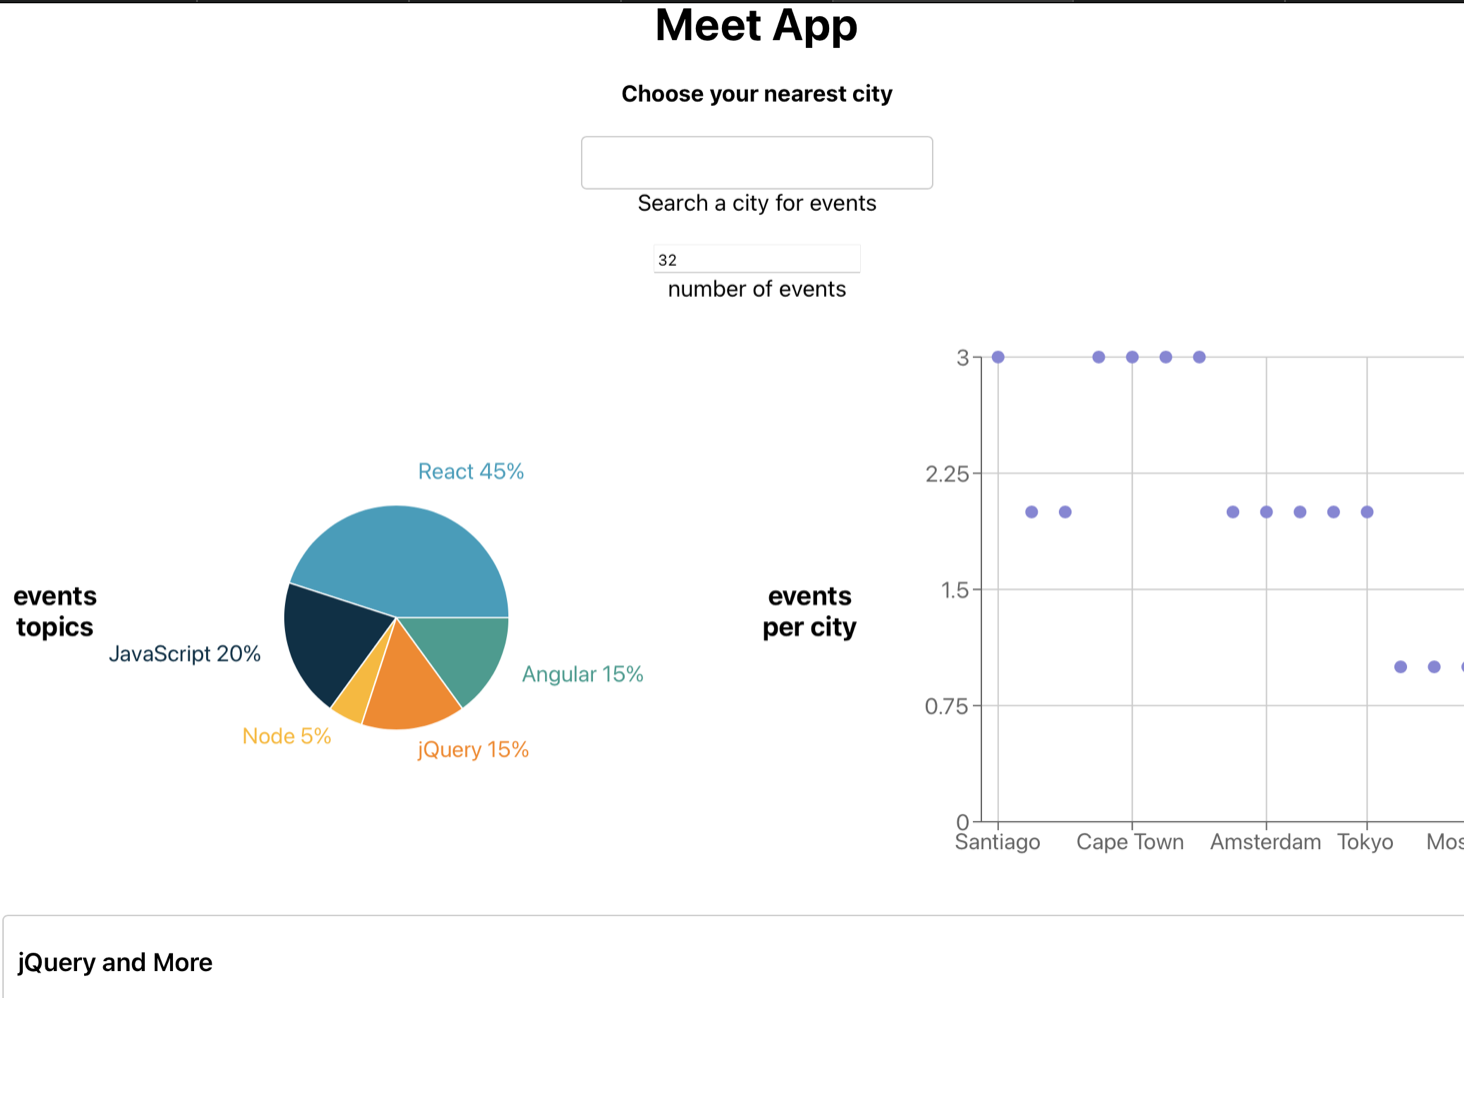 Meet App
Choose your nearest city
Search a city for events
32
number of events
events
topics
React 45%
JavaScript 20%
Angular 15%
Node 5%
jQuery 15%
events
per city
3
2.25
1.5
0.75
0
Santiago
Cape Town
Amsterdam
Tokyo
Mos
jQuery and More